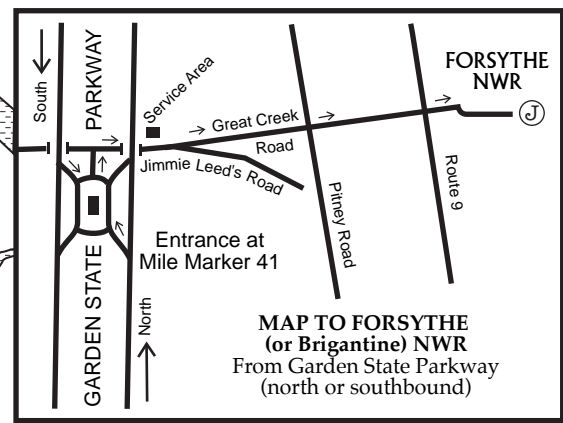 South
PARKWAY
Service Area
FORSYTHE
NWR
J
Great Creek
Road
Jimmie Leed's Road
Pitney Road
Route 9
Entrance at
Mile Marker 41
GARDEN STATE
North
MAP TO FORSYTHE
(or Brigantine) NWR
From Garden State Parkway
(north or southbound)